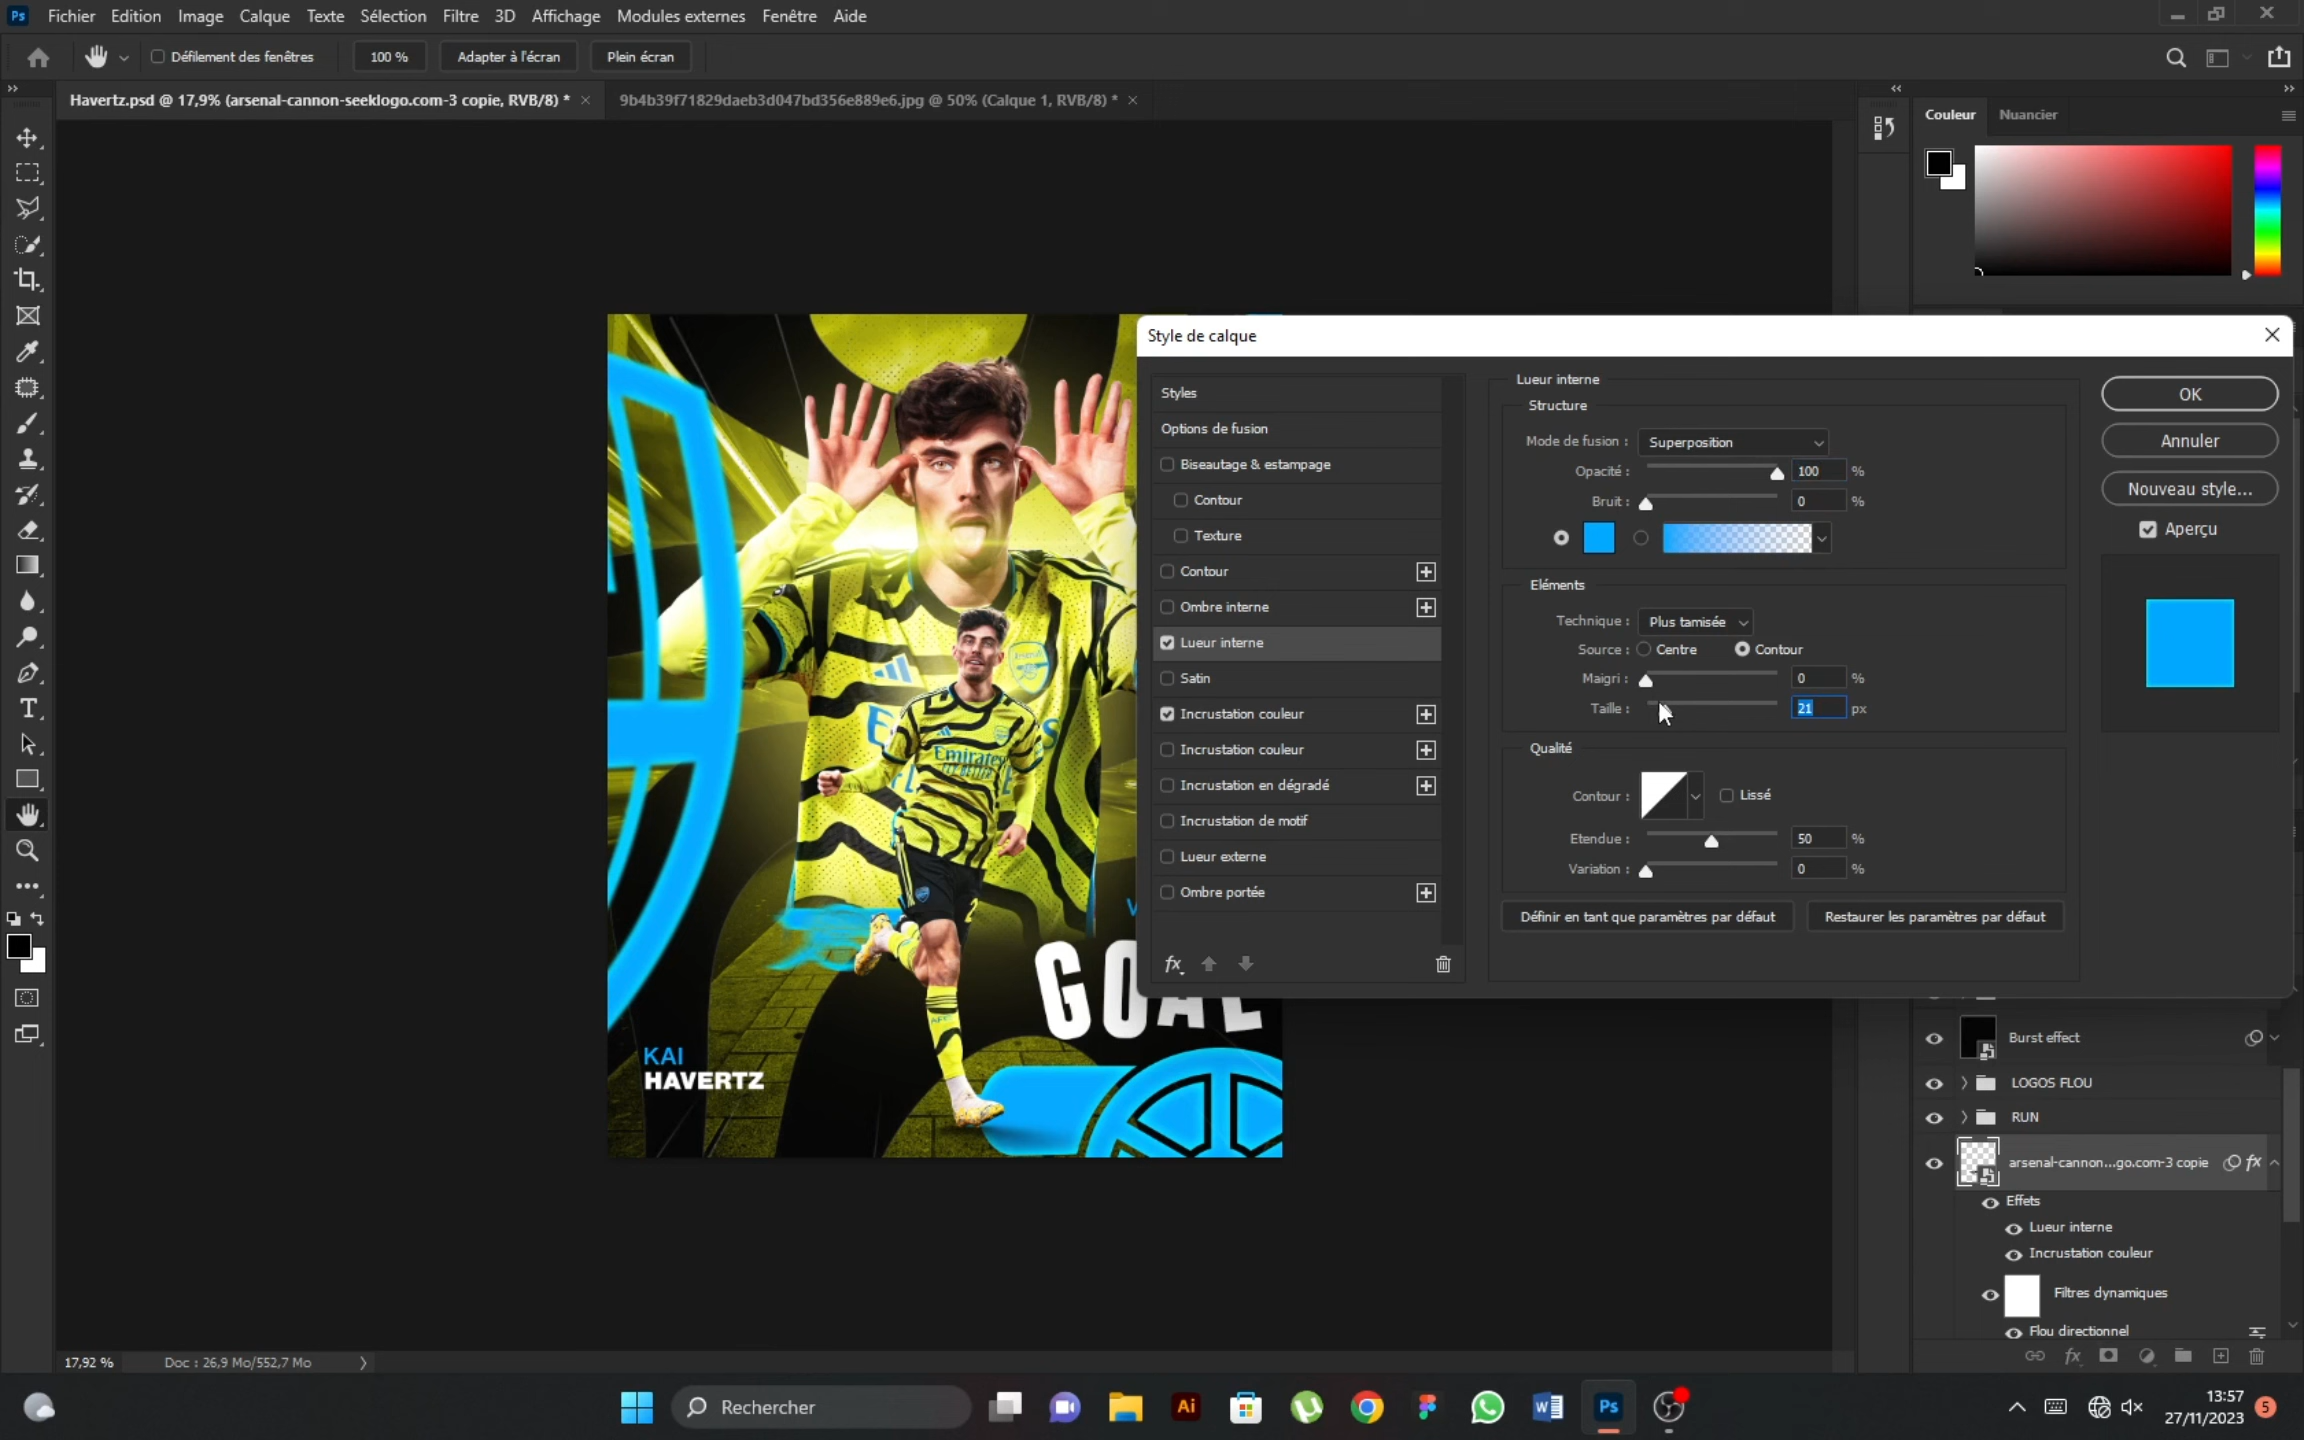 Ps Fichier Edition Image Calque Texte Sélection Filtre 3D Affichage Modules externes Fenêtre Aide
Défilement des fenêtres 100 % Adapter à l'écran Plein écran
Havertz.psd @ 17,9% (arsenal-cannon-seeklogo.com-3 copie, RVB/8) * 9b4b39f71829daeb3d047bd356e889e6.jpg @ 50% (Calque 1, RVB/8) *
Couleur Nuancier
Style de calque
Styles
Options de fusion
Biseautage & estampage
Contour
Texture
Contour
Ombre interne
Lueur interne
Satin
Incrustation couleur
Incrustation couleur
Incrustation en dégradé
Incrustation de motif
Lueur externe
Ombre portée
fx
Lueur interne
Structure
Mode de fusion : Superposition
Opacité : 100 %
Bruit : 0 %
Eléments
Technique : Plus tamisée
Source : Centre Contour
Maigri : 0 %
Taille : 21 px
Qualité
Contour : Lissé
Etendue : 50 %
Variation : 0 %
Définir en tant que paramètres par défaut Restaurer les paramètres par défaut
OK
Annuler
Nouveau style...
Aperçu
Emirates
GOAL
KAI
HAVERTZ
Burst effect
LOGOS FLOU
RUN
arsenal-cannon...go.com-3 copie fx
Effets
Lueur interne
Incrustation couleur
Filtres dynamiques
Flou directionnel
fx
17,92 % Doc : 26,9 Mo/552,7 Mo
Rechercher
Ai
Ps
13:57
27/11/2023
5